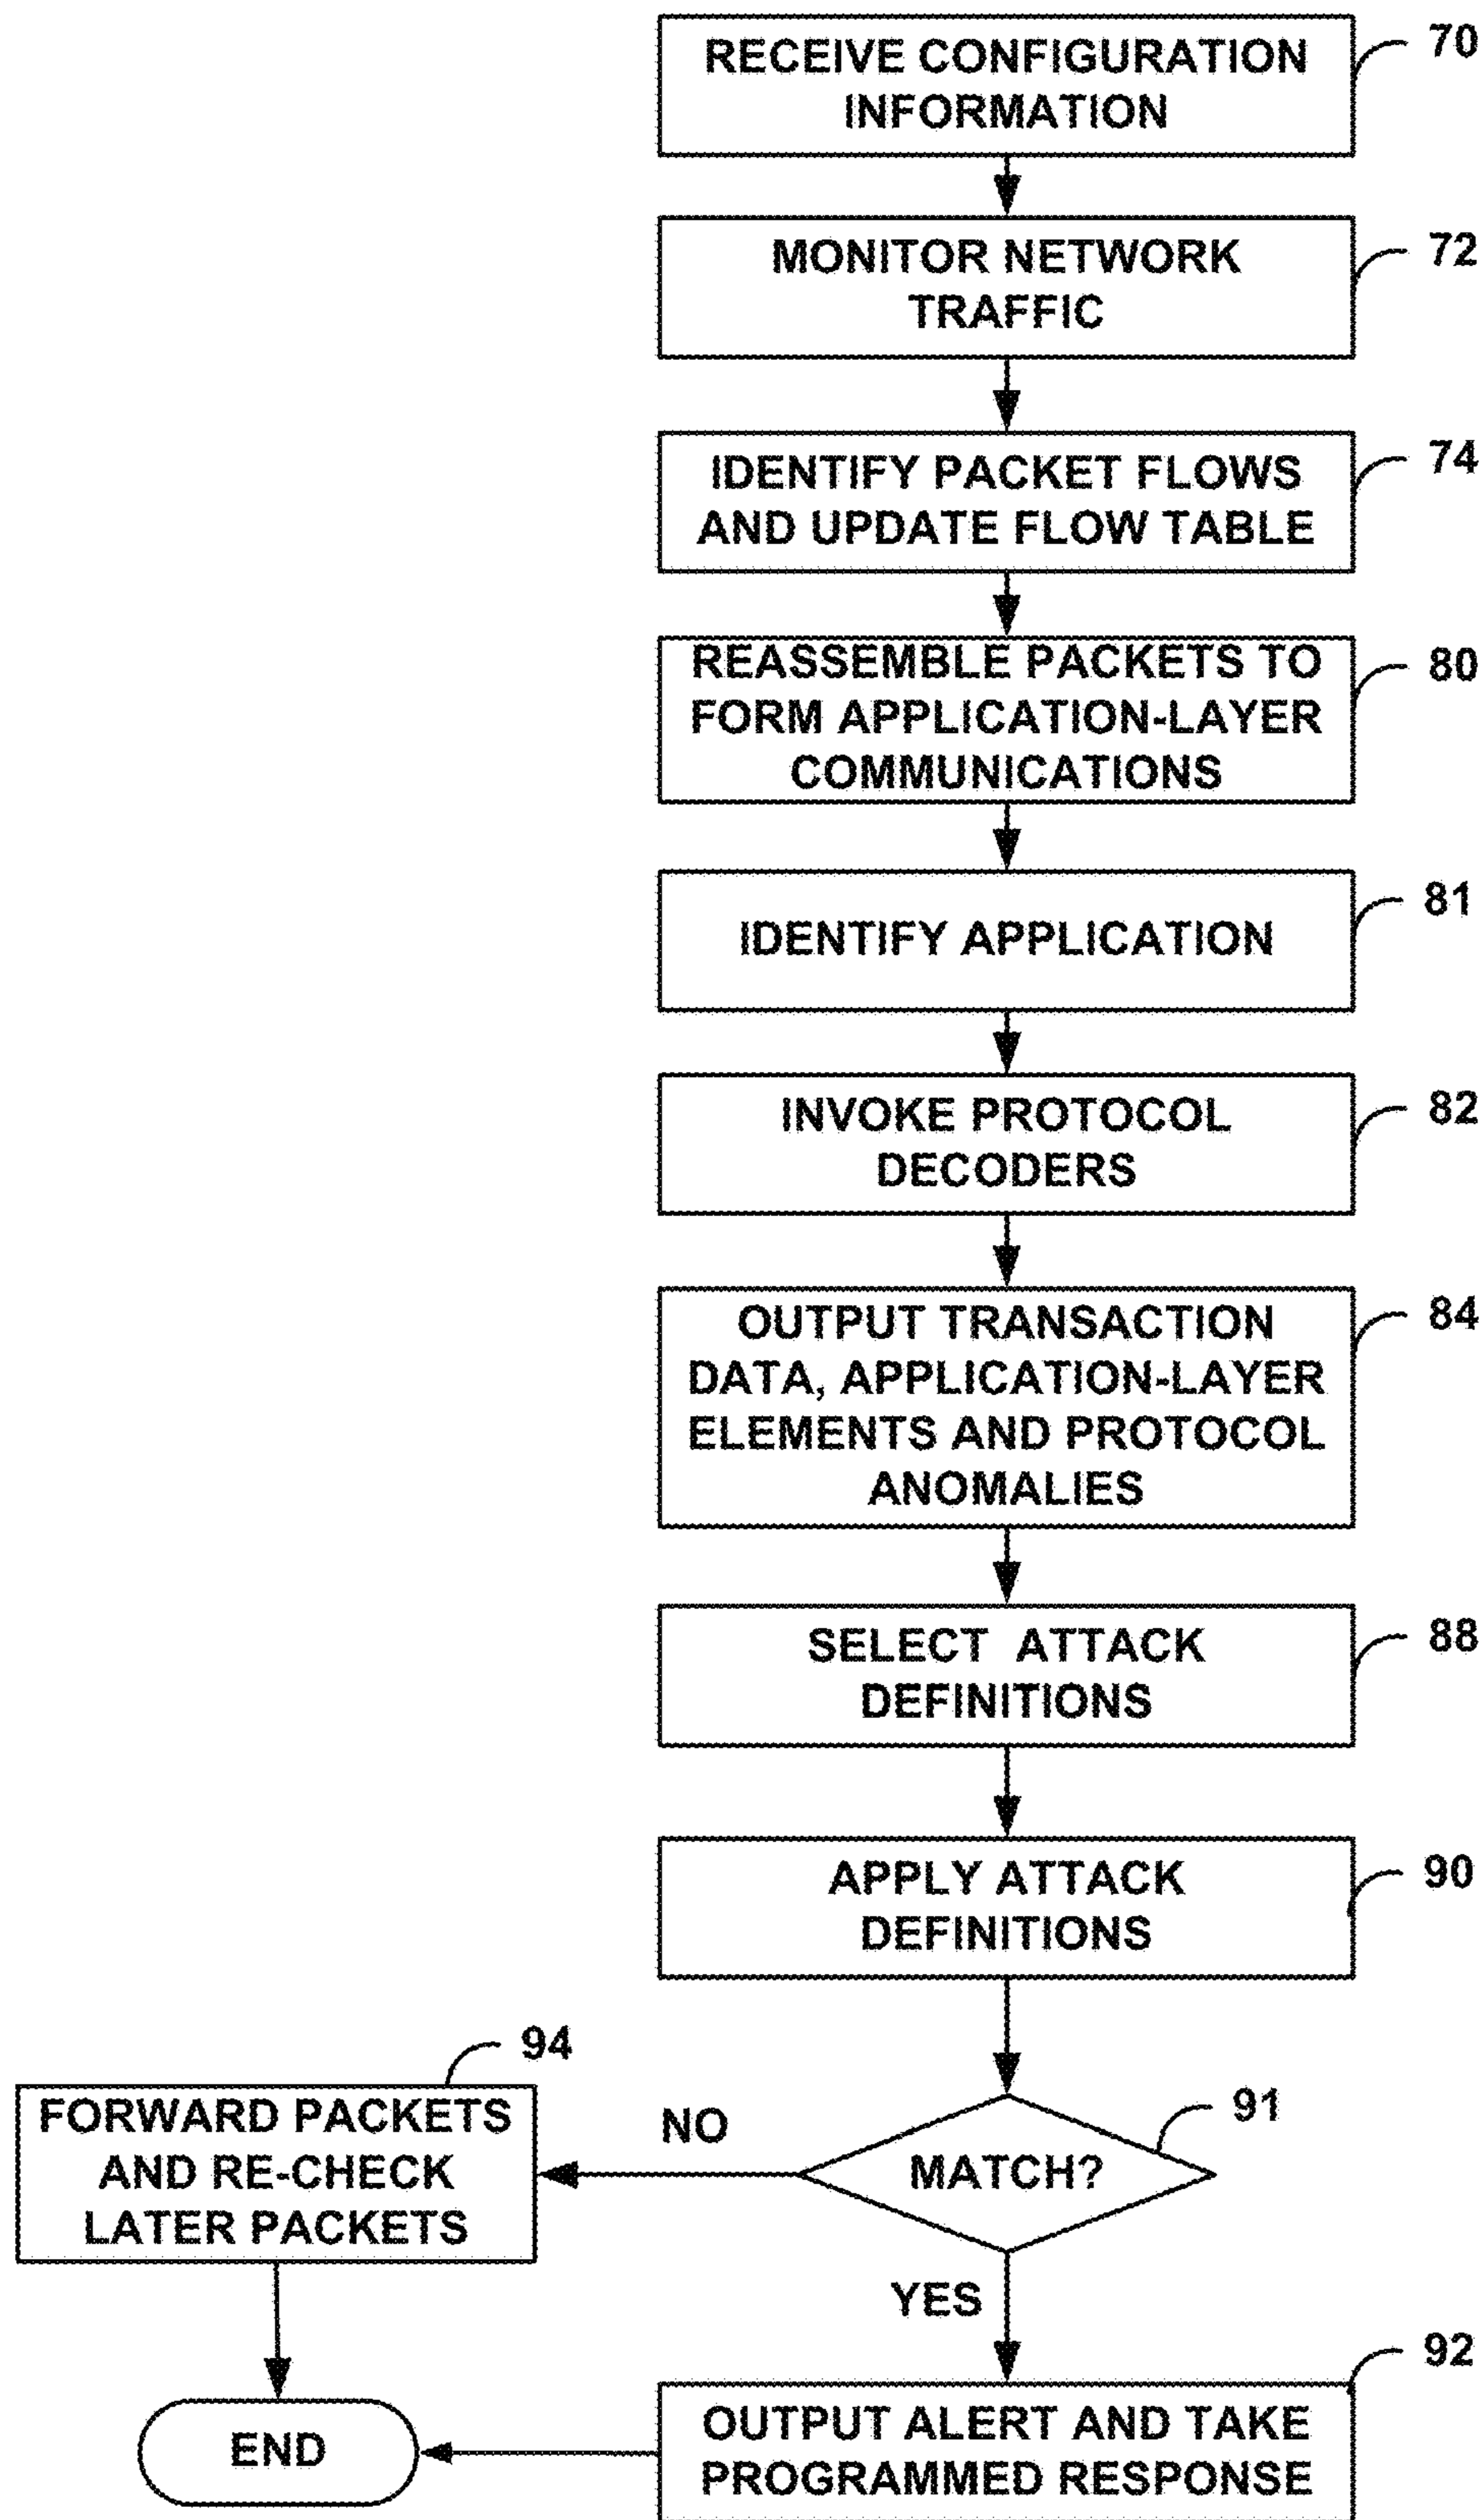 RECEIVE CONFIGURATION
INFORMATION
70
MONITOR NETWORK
TRAFFIC
72
IDENTIFY PACKET FLOWS
AND UPDATE FLOW TABLE
74
REASSEMBLE PACKETS TO
FORM APPLICATION-LAYER
COMMUNICATIONS
80
IDENTIFY APPLICATION
81
INVOKE PROTOCOL
DECODERS
82
OUTPUT TRANSACTION
DATA, APPLICATION-LAYER
ELEMENTS AND PROTOCOL
ANOMALIES
84
SELECT ATTACK
DEFINITIONS
88
APPLY ATTACK
DEFINITIONS
90
MATCH?
91
NO
FORWARD PACKETS
AND RE-CHECK
LATER PACKETS
94
YES
OUTPUT ALERT AND TAKE
PROGRAMMED RESPONSE
92
END